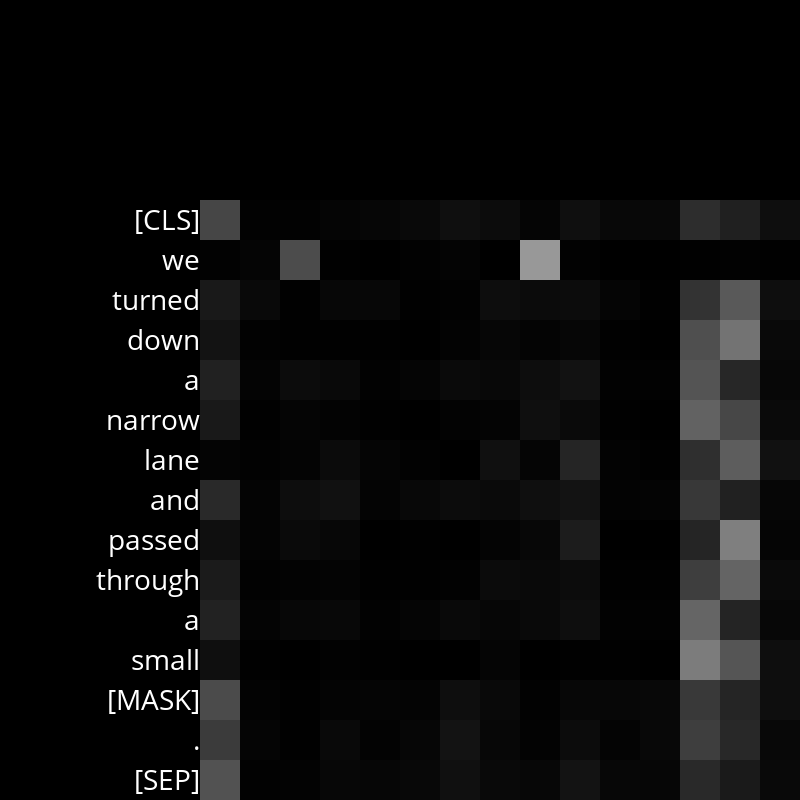 [CLS]
we
turned
down
a
narrow
lane
and
passed
through
a
small
[MASK]
.
[SEP]